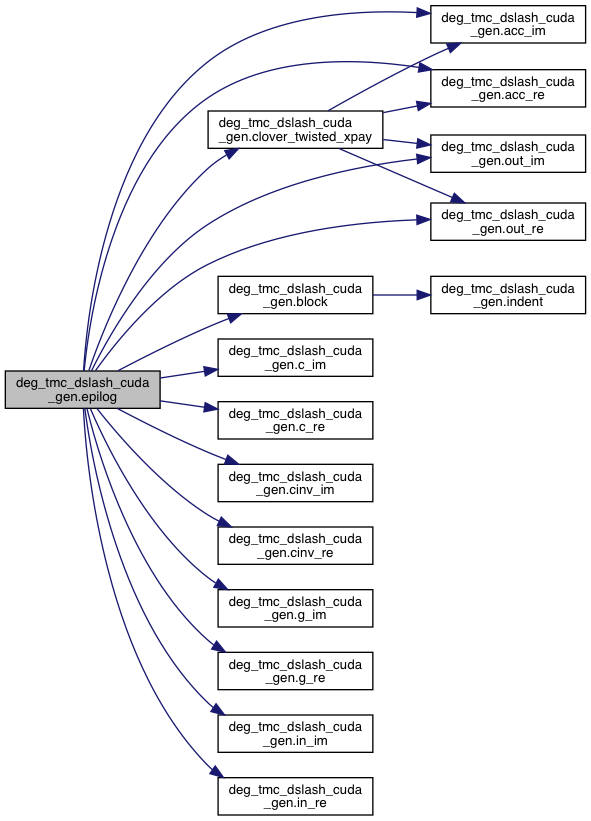 deg_tmc_dslash_cuda
_gen.epilog
deg_tmc_dslash_cuda
_gen.clover_twisted_xpay
deg_tmc_dslash_cuda
_gen.block
deg_tmc_dslash_cuda
_gen.c_im
deg_tmc_dslash_cuda
_gen.c_re
deg_tmc_dslash_cuda
_gen.cinv_im
deg_tmc_dslash_cuda
_gen.cinv_re
deg_tmc_dslash_cuda
_gen.g_im
deg_tmc_dslash_cuda
_gen.g_re
deg_tmc_dslash_cuda
_gen.in_im
deg_tmc_dslash_cuda
_gen.in_re
deg_tmc_dslash_cuda
_gen.acc_im
deg_tmc_dslash_cuda
_gen.acc_re
deg_tmc_dslash_cuda
_gen.out_im
deg_tmc_dslash_cuda
_gen.out_re
deg_tmc_dslash_cuda
_gen.indent